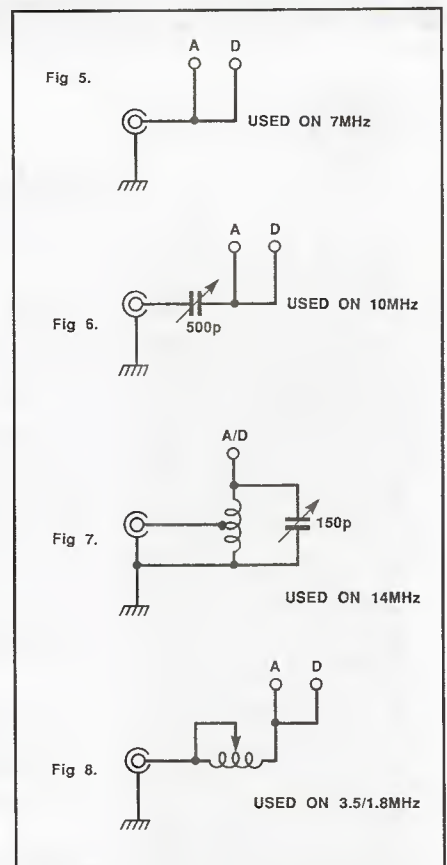 A D
Fig 5.
USED ON 7MHz
A D
Fig 6.
500p
USED ON 10MHz
A/D
Fig 7.
150p
USED ON 14MHz
A D
Fig 8.
USED ON 3.5/1.8MHz